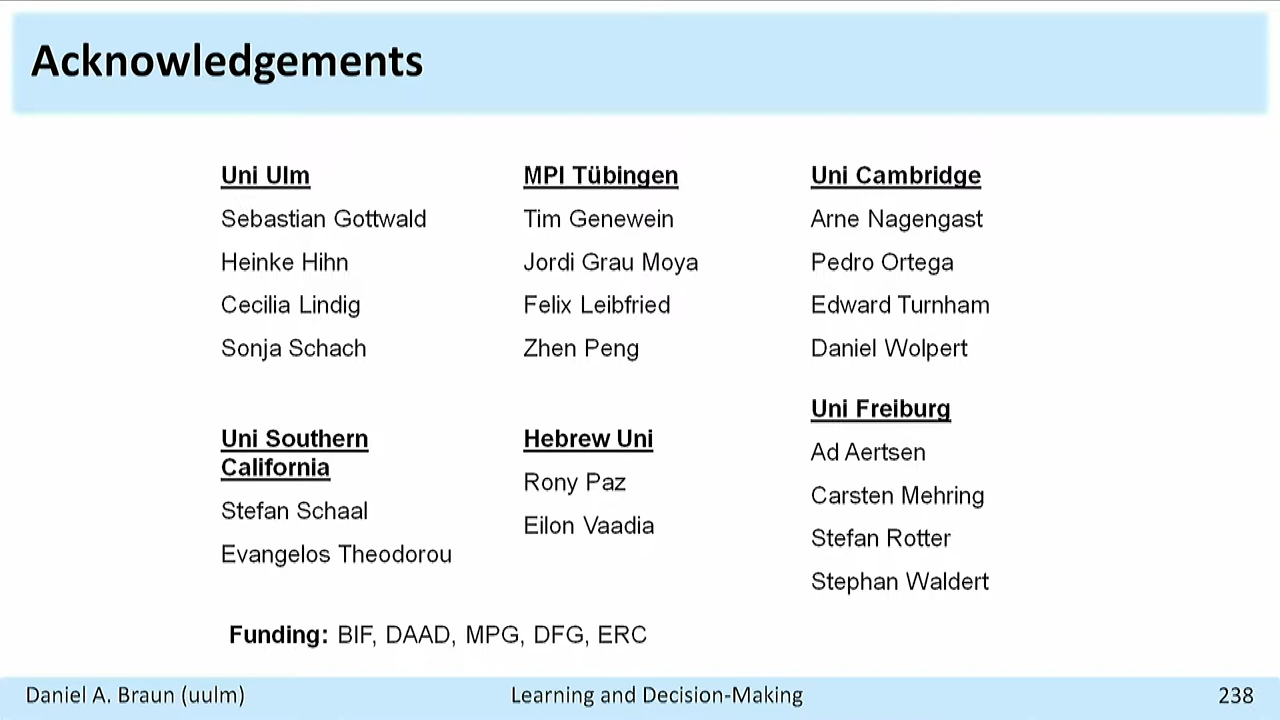 Acknowledgements
Uni Ulm
Sebastian Gottwald
Heinke Hihn
Cecilia Lindig
Sonja Schach
MPI Tübingen
Tim Genewein
Jordi Grau Moya
Felix Leibfried
Zhen Peng
Uni Cambridge
Arne Nagengast
Pedro Ortega
Edward Turnham
Daniel Wolpert
Uni Southern
California
Stefan Schaal
Evangelos Theodorou
Hebrew Uni
Rony Paz
Eilon Vaadia
Uni Freiburg
Ad Aertsen
Carsten Mehring
Stefan Rotter
Stephan Waldert
Funding: BIF, DAAD, MPG, DFG, ERC
Daniel A. Braun (uulm)
Learning and Decision-Making
238